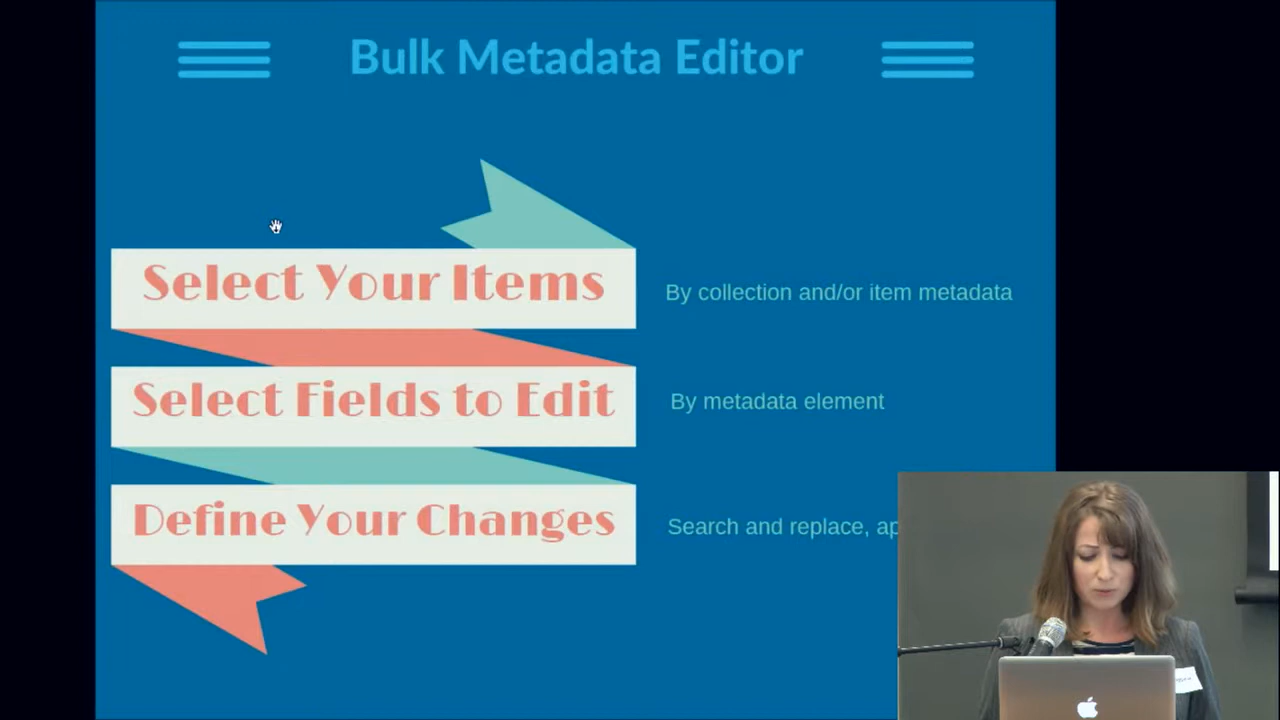 Bulk Metadata Editor
Select Your Items
By collection and/or item metadata
Select Fields to Edit
By metadata element
Define Your Changes
Search and replace,